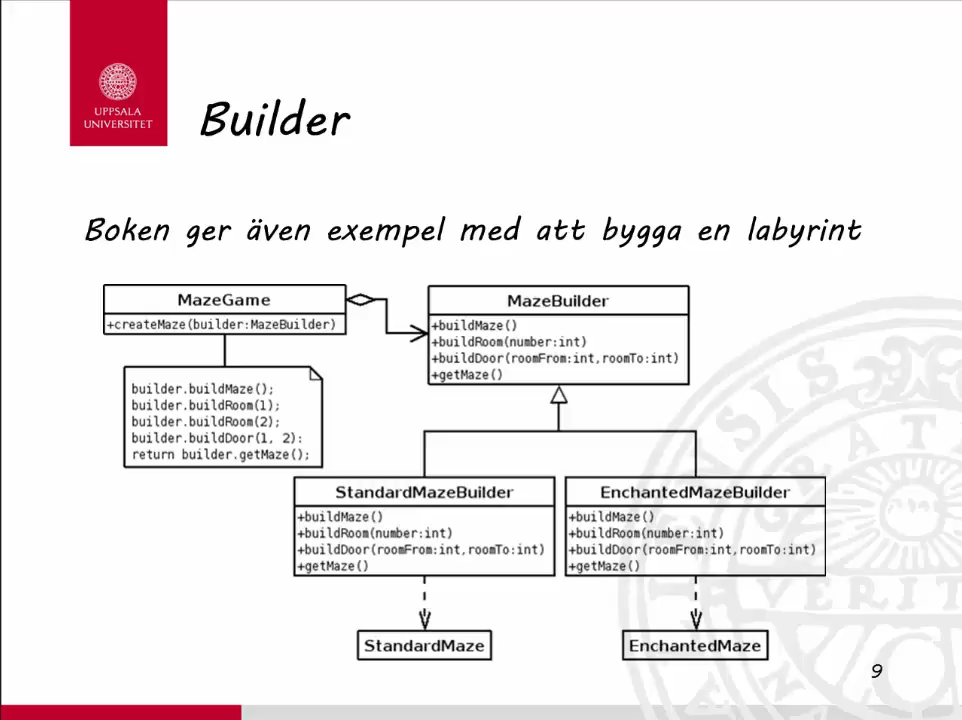 UPPSALA
UNIVERSITET
Builder
Boken ger även exempel med att bygga en labyrint
MazeGame
+createMaze(builder:MazeBuilder)
builder.buildMaze();
builder.buildRoom(1);
builder.buildRoom(2);
builder.buildDoor(1, 2):
return builder.getMaze();
MazeBuilder
+buildMaze()
+buildRoom(number:int)
+buildDoor(roomFrom:int,roomTo:int)
+getMaze()
StandardMazeBuilder
+buildMaze()
+buildRoom(number:int)
+buildDoor(roomFrom:int,roomTo:int)
+getMaze()
EnchantedMazeBuilder
+buildMaze()
+buildRoom(number:int)
+buildDoor(roomFrom:int,roomTo:int)
+getMaze()
StandardMaze
EnchantedMaze
9